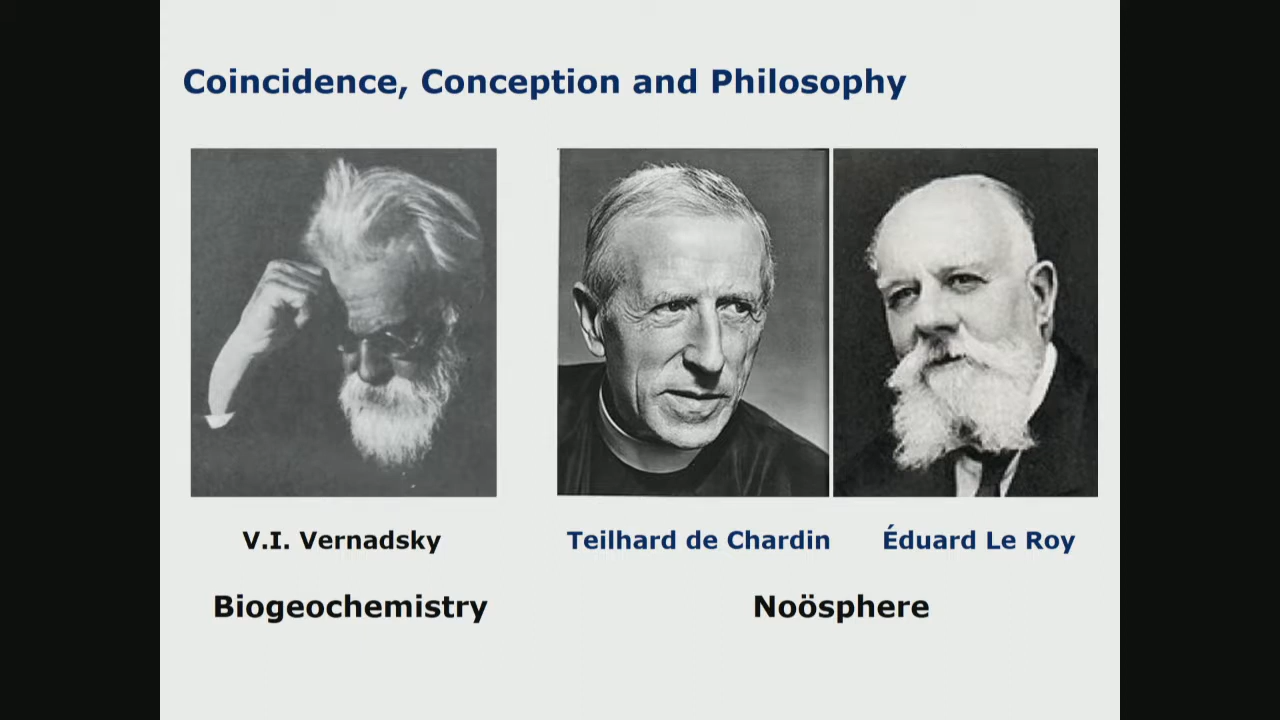 Coincidence, Conception and Philosophy
V.I. Vernadsky
Teilhard de Chardin
Éduard Le Roy
Biogeochemistry
Noösphere